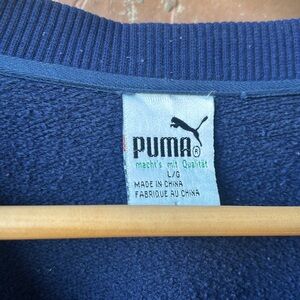 PUMA®
macht's mit Qualität
L/G
MADE IN CHINA
FABRIQUE AU CHINA